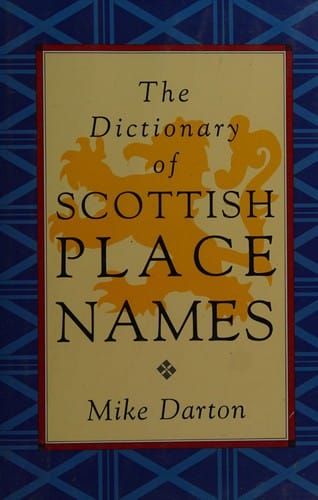 The
Dictionary
of
SCOTTISH
PLACE
NAMES
Mike Darton